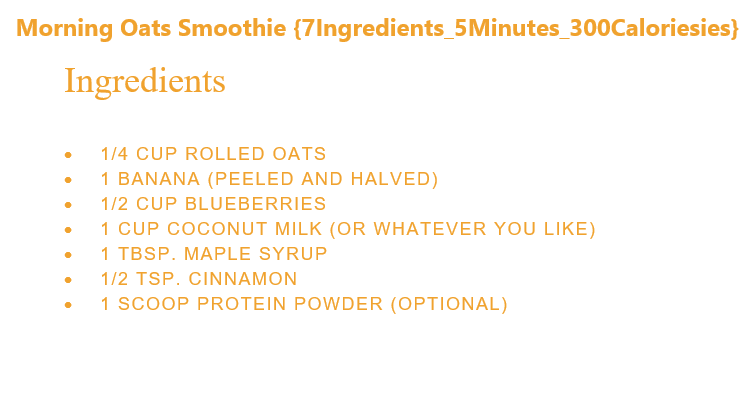 Morning Oats Smoothie {7Ingredients_5Minutes_300Caloriesies}
Ingredients
• 1/4 CUP ROLLED OATS
• 1 BANANA (PEELED AND HALVED)
• 1/2 CUP BLUEBERRIES
• 1 CUP COCONUT MILK (OR WHATEVER YOU LIKE)
• 1 TBSP. MAPLE SYRUP
• 1/2 TSP. CINNAMON
• 1 SCOOP PROTEIN POWDER (OPTIONAL)